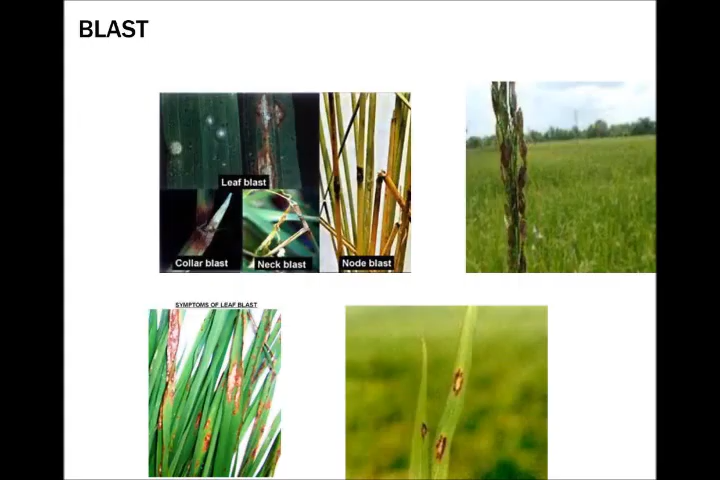 BLAST
Leaf blast
Collar blast
Neck blast
Node blast
SYMPTOMS OF LEAF BLAST